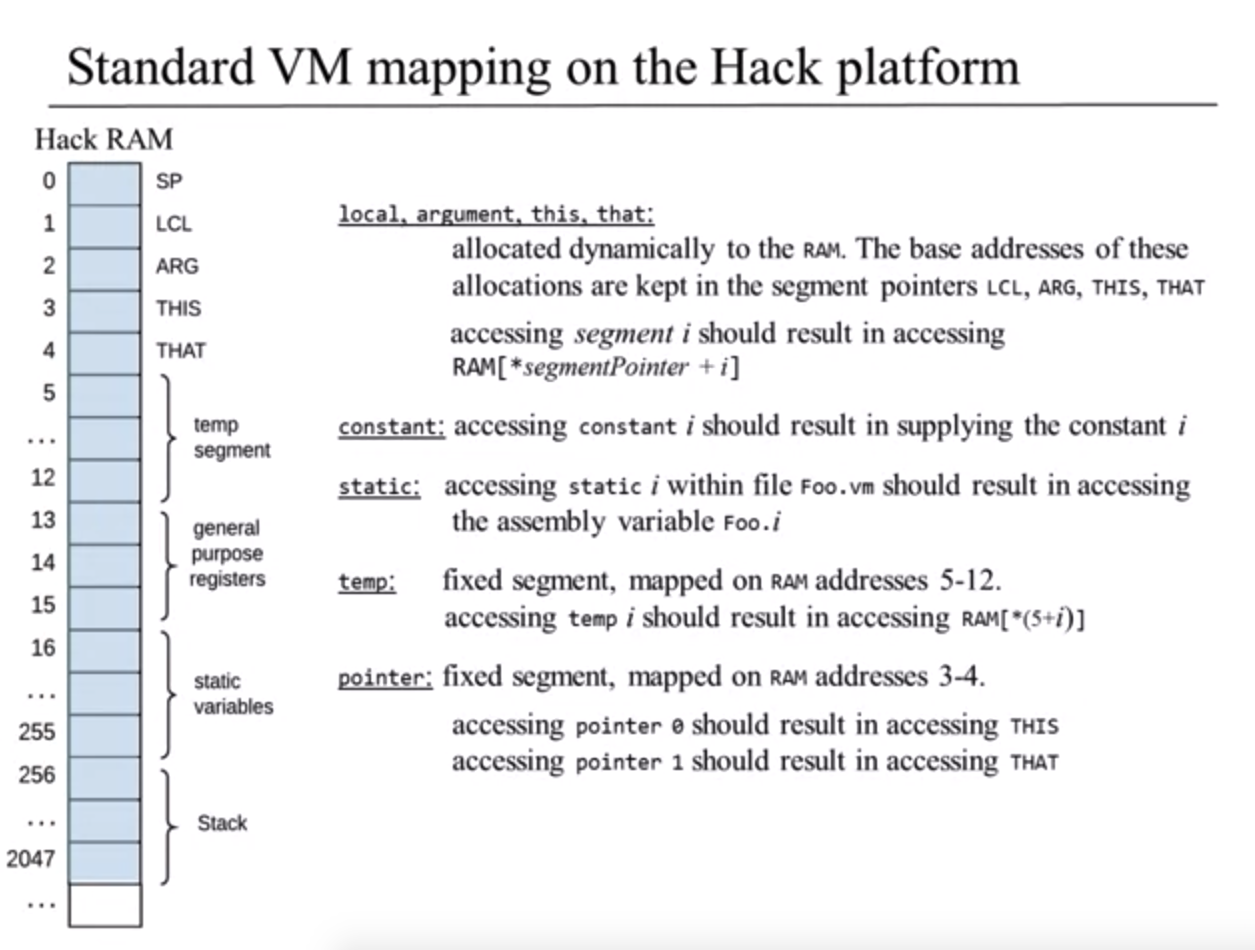 Standard VM mapping on the Hack platform
Hack RAM
0 SP
1 LCL
2 ARG
3 THIS
4 THAT
5
...
12
temp
segment
13
14
15
general
purpose
registers
16
...
255
static
variables
256
...
2047
Stack
...
local, argument, this, that:
allocated dynamically to the RAM. The base addresses of these
allocations are kept in the segment pointers LCL, ARG, THIS, THAT
accessing segment i should result in accessing
RAM[*segmentPointer + i]
constant: accessing constant i should result in supplying the constant i
static: accessing static i within file Foo.vm should result in accessing
the assembly variable Foo.i
temp: fixed segment, mapped on RAM addresses 5-12.
accessing temp i should result in accessing RAM[*(5+i)]
pointer: fixed segment, mapped on RAM addresses 3-4.
accessing pointer 0 should result in accessing THIS
accessing pointer 1 should result in accessing THAT